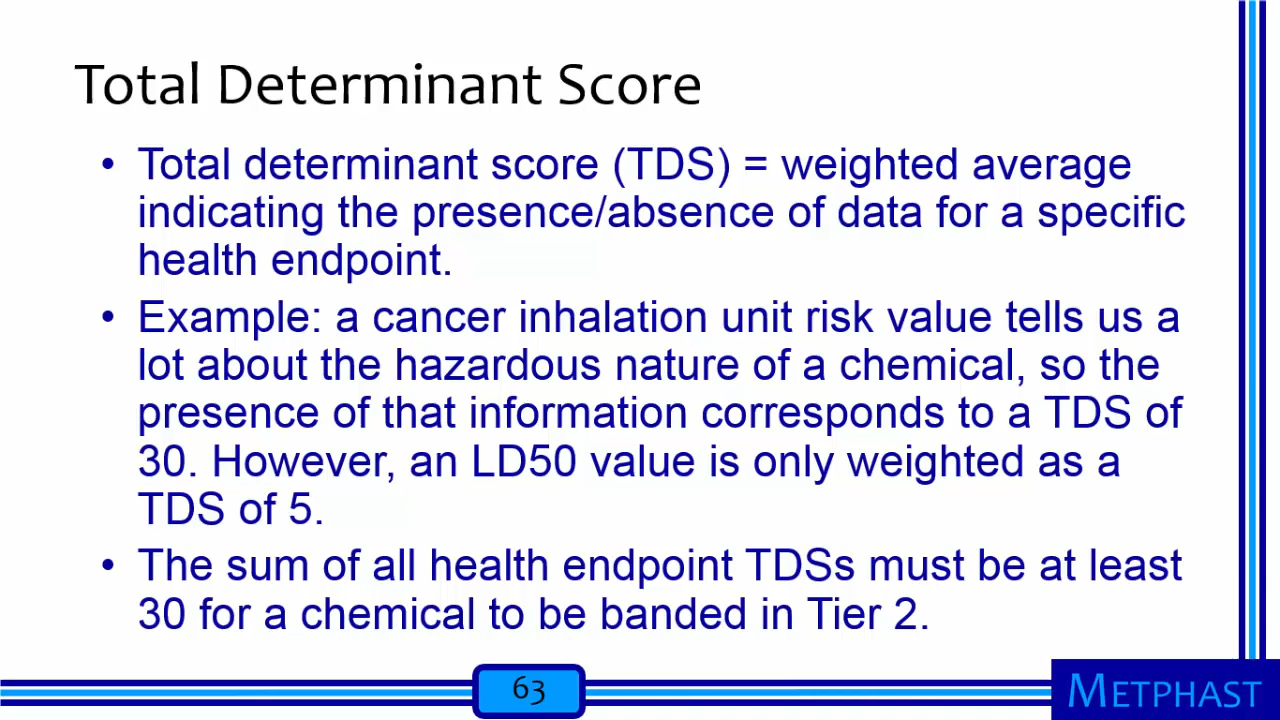 Total Determinant Score
• Total determinant score (TDS) = weighted average
indicating the presence/absence of data for a specific
health endpoint.
• Example: a cancer inhalation unit risk value tells us a
lot about the hazardous nature of a chemical, so the
presence of that information corresponds to a TDS of
30. However, an LD50 value is only weighted as a
TDS of 5.
• The sum of all health endpoint TDSs must be at least
30 for a chemical to be banded in Tier 2.
63
METPHAST